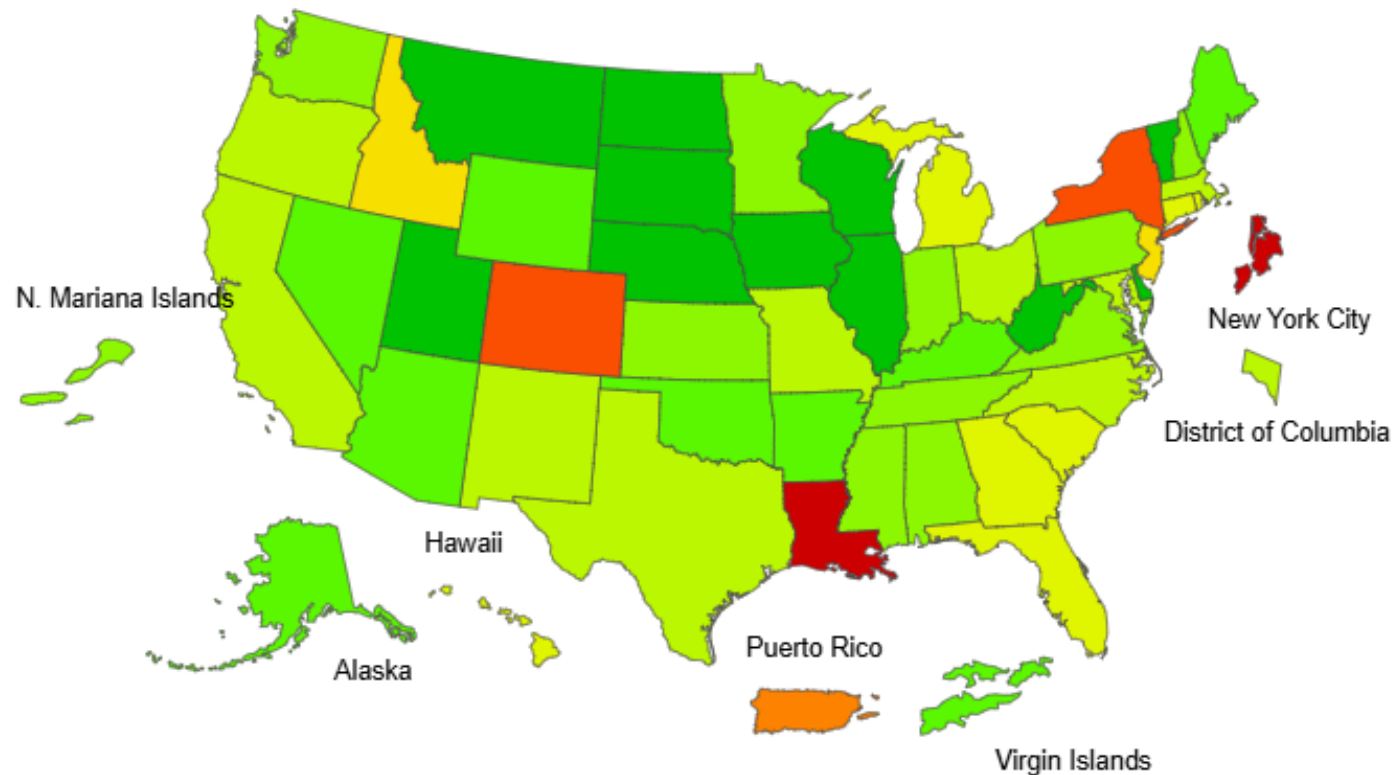 N. Mariana Islands
New York City
District of Columbia
Hawaii
Puerto Rico
Alaska
Virgin Islands